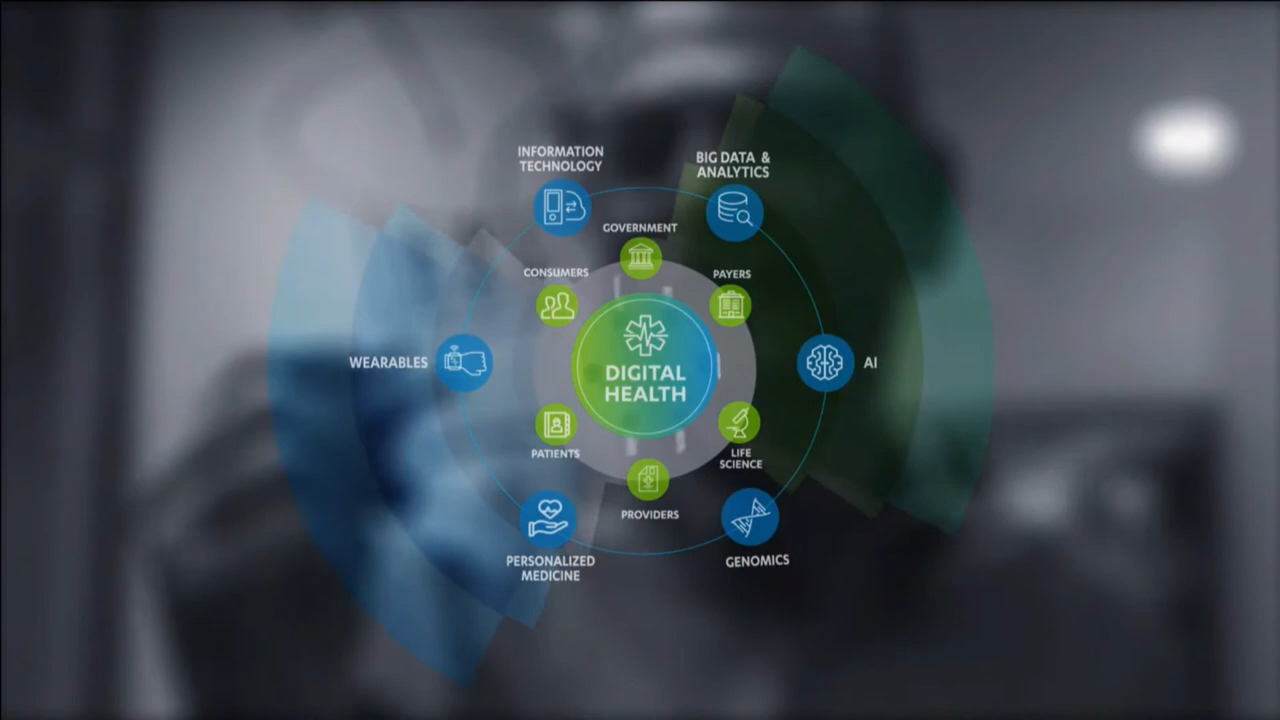 INFORMATION
TECHNOLOGY
BIG DATA &
ANALYTICS
GOVERNMENT
CONSUMERS
PAYERS
WEARABLES
DIGITAL
HEALTH
AI
PATIENTS
LIFE
SCIENCE
PROVIDERS
PERSONALIZED
MEDICINE
GENOMICS